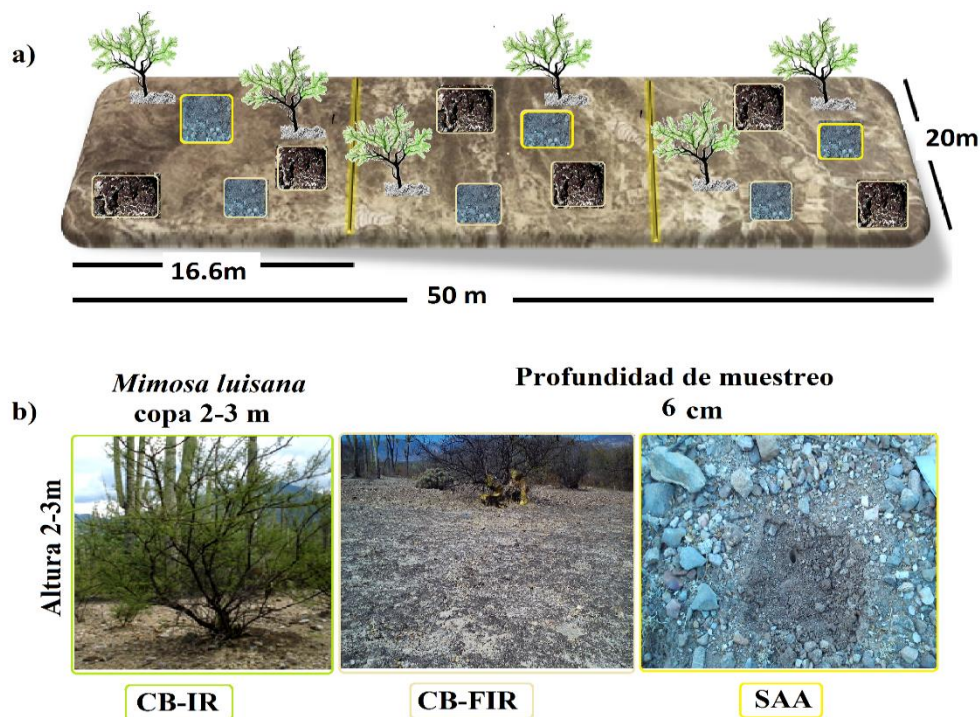 a)
20m
16.6m
50 m
Mimosa luisana
copa 2-3 m
Profundidad de muestreo
6 cm
b)
Altura 2-3m
CB-IR
CB-FIR
SAA